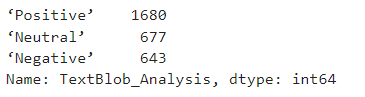 ‘Positive’ 1680
‘Neutral’ 677
‘Negative’ 643
Name: TextBlob_Analysis, dtype: int64